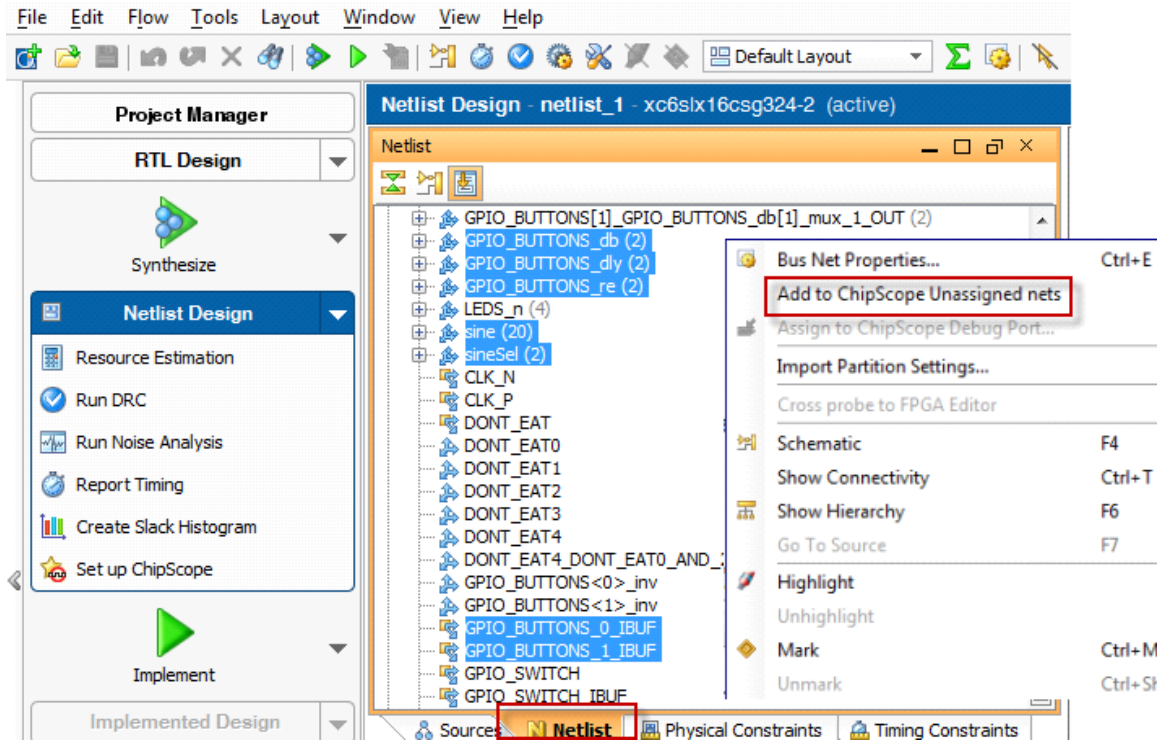 File Edit Flow Tools Layout Window View Help
Default Layout
Project Manager
RTL Design
Synthesize
Netlist Design
Resource Estimation
Run DRC
Run Noise Analysis
Report Timing
Create Slack Histogram
Set up ChipScope
Implement
Implemented Design
Netlist Design - netlist_1 - xc6slx16csg324-2 (active)
Netlist
GPIO_BUTTONS[1]_GPIO_BUTTONS_db[1]_mux_1_OUT (2)
GPIO_BUTTONS_db (2)
GPIO_BUTTONS_dly (2)
GPIO_BUTTONS_re (2)
LEDS_n (4)
sine (20)
sineSel (2)
CLK_N
CLK_P
DONT_EAT
DONT_EAT0
DONT_EAT1
DONT_EAT2
DONT_EAT3
DONT_EAT4
DONT_EAT4_DONT_EAT0_AND_
GPIO_BUTTONS<0>_inv
GPIO_BUTTONS<1>_inv
GPIO_BUTTONS_0_IBUF
GPIO_BUTTONS_1_IBUF
GPIO_SWITCH
GPIO_SWITCH_IBUF
Bus Net Properties... Ctrl+E
Add to ChipScope Unassigned nets
Assign to ChipScope Debug Port...
Import Partition Settings...
Cross probe to FPGA Editor
Schematic F4
Show Connectivity Ctrl+T
Show Hierarchy F6
Go To Source F7
Highlight
Unhighlight
Mark Ctrl+M
Unmark Ctrl+Sh
Sources Netlist Physical Constraints Timing Constraints